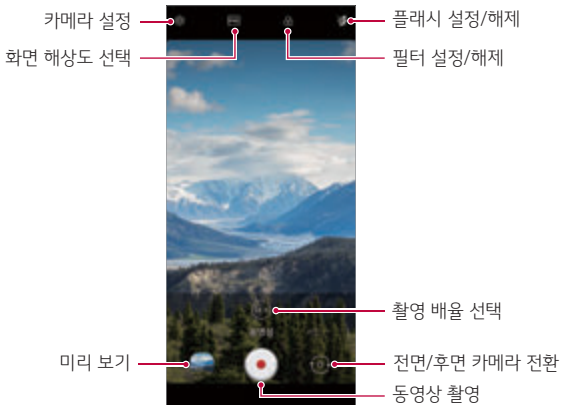 카메라 설정
플래시 설정/해제
화면 해상도 선택
필터 설정/해제
촬영 배율 선택
미리 보기
전면/후면 카메라 전환
동영상 촬영